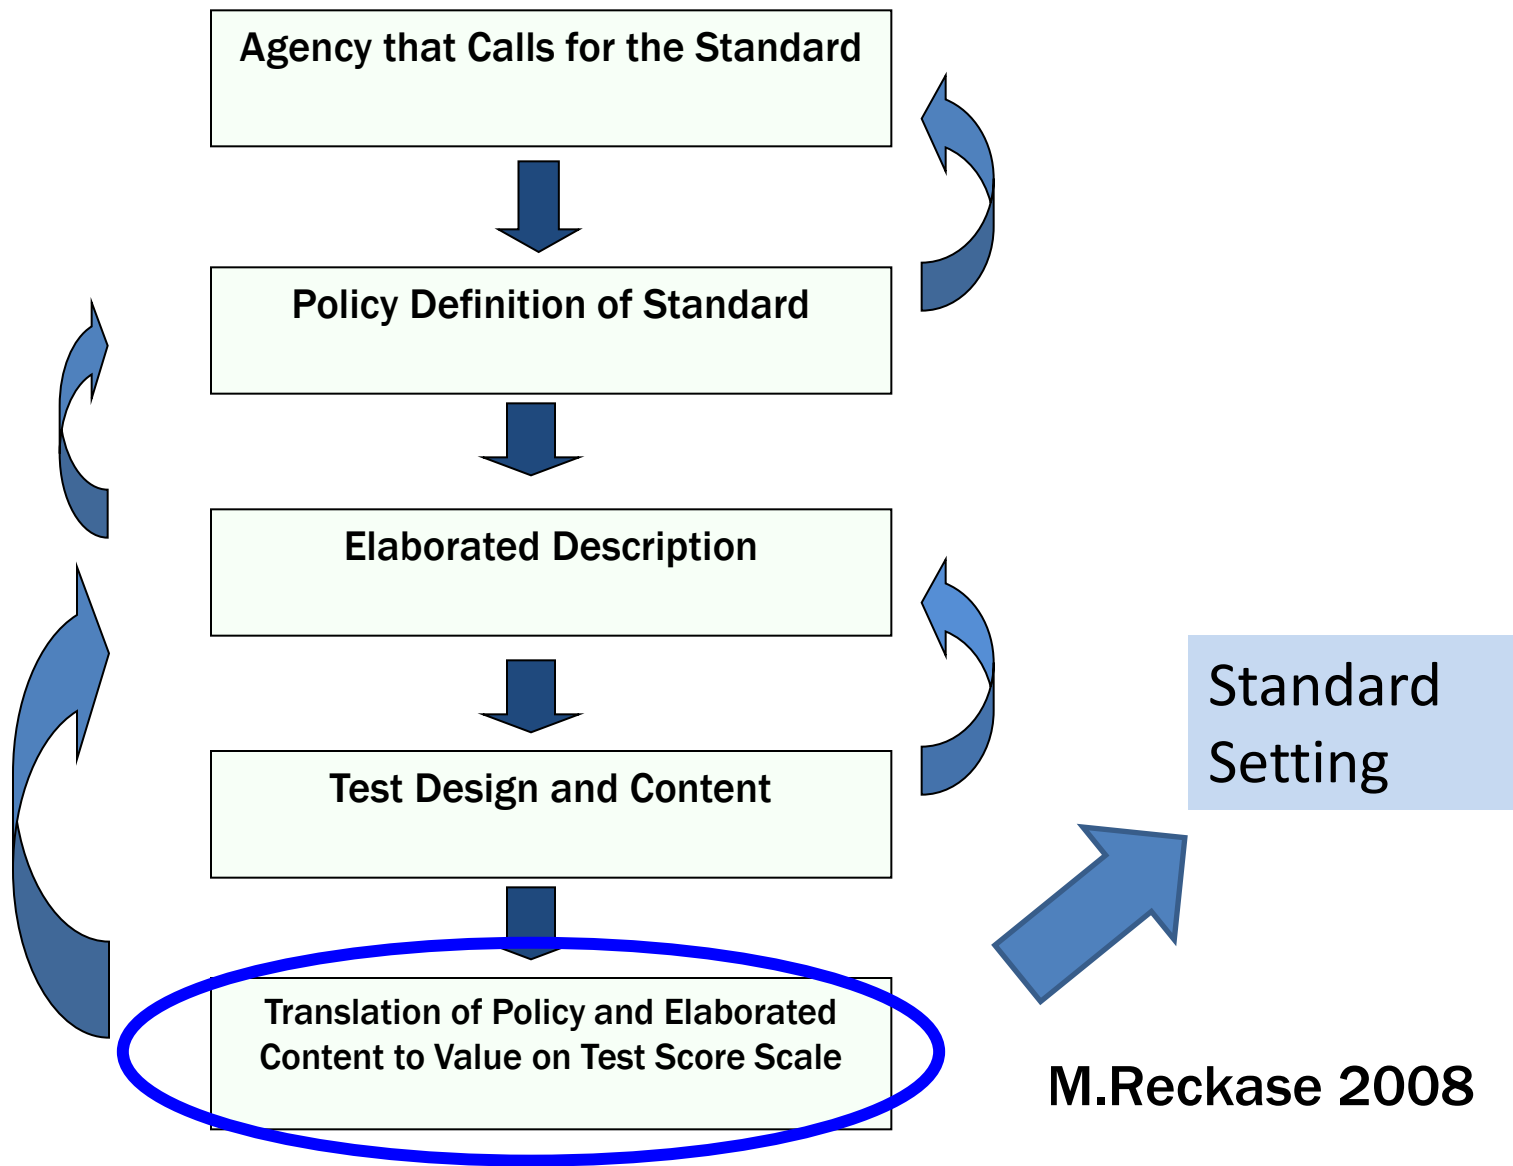 Agency that Calls for the Standard
Policy Definition of Standard
Elaborated Description
Test Design and Content
Standard
Setting
Translation of Policy and Elaborated
Content to Value on Test Score Scale
M.Reckase 2008